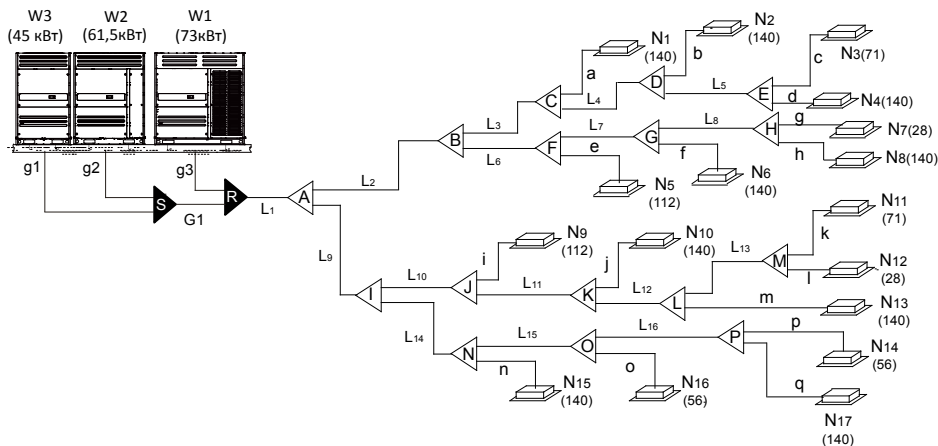 W3 W2 W1
(45 кВт) (61,5кВт) (73кВт)
N1
(140)
N2
(140)
N3(71)
a
b
c
C
D
E
L4
L5
d
N4(140)
g1
g2
g3
S
R
G1
L1
A
L2
B
L3
L6
F
L7
e
G
L8
f
H
g
N7(28)
h
N8(140)
N5
(112)
N6
(140)
L9
I
L10
J
i
N9
(112)
L11
K
j
N10
(140)
L12
L
L13
M
k
N11
(71)
l
N12
(28)
m
N13
(140)
L14
N
L15
n
O
L16
o
P
p
N14
(56)
q
N15
(140)
N16
(56)
N17
(140)